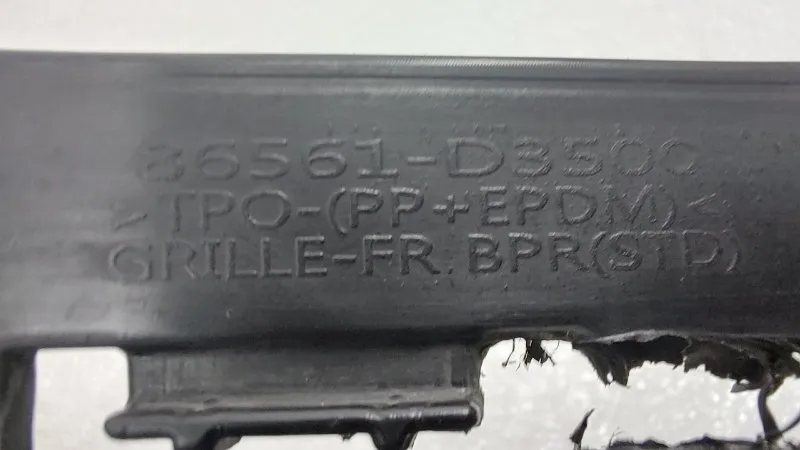 86561-D3500
>TPO-(PP+EPDM)<
GRILLE-FR. BPR(STD)